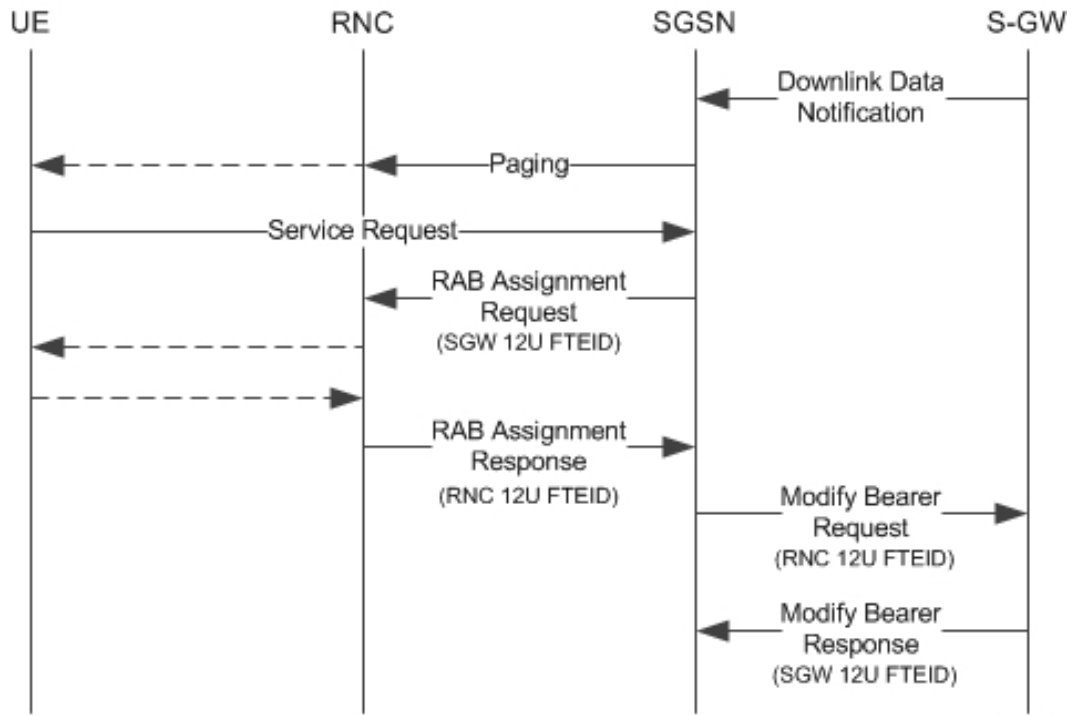 UE RNC SGSN S-GW
Downlink Data
Notification
Paging
Service Request
RAB Assignment
Request
(SGW 12U FTEID)
RAB Assignment
Response
(RNC 12U FTEID)
Modify Bearer
Request
(RNC 12U FTEID)
Modify Bearer
Response
(SGW 12U FTEID)